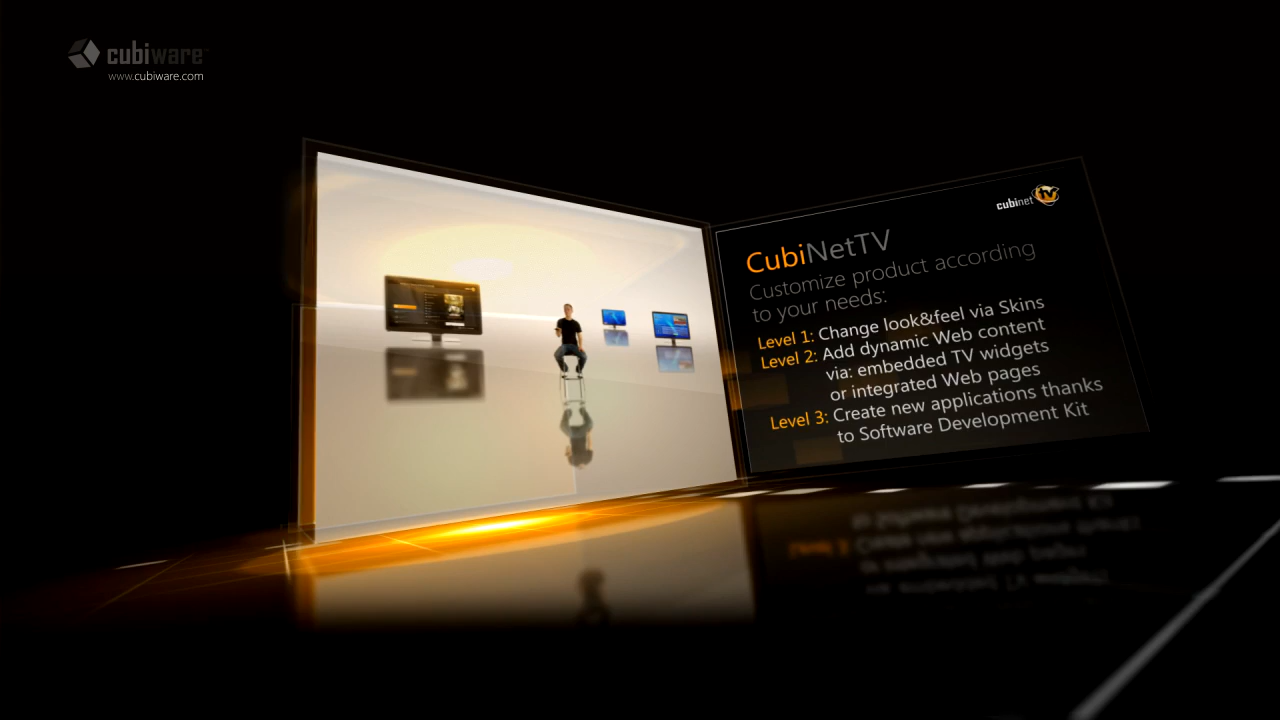 cubiware
www.cubiware.com
cubinet tv
CubiNetTV
Customize product according
to your needs:
Level 1: Change look&feel via Skins
Level 2: Add dynamic Web content
via: embedded TV widgets
or integrated Web pages
Level 3: Create new applications thanks
to Software Development Kit